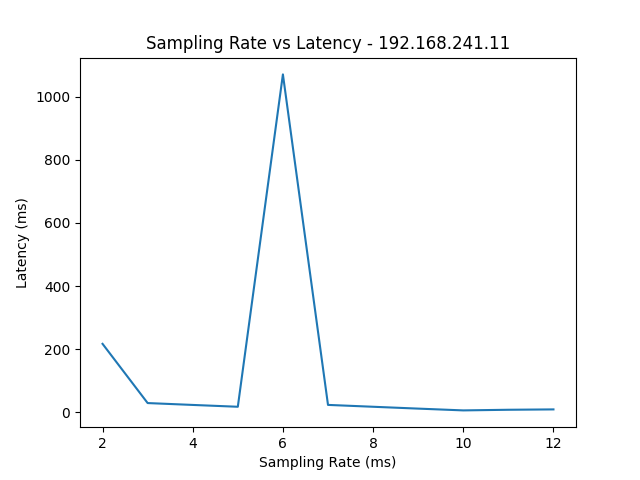 Sampling Rate vs Latency - 192.168.241.11
1000
800
600
400
200
0
Latency (ms)
2 4 6 8 10 12
Sampling Rate (ms)